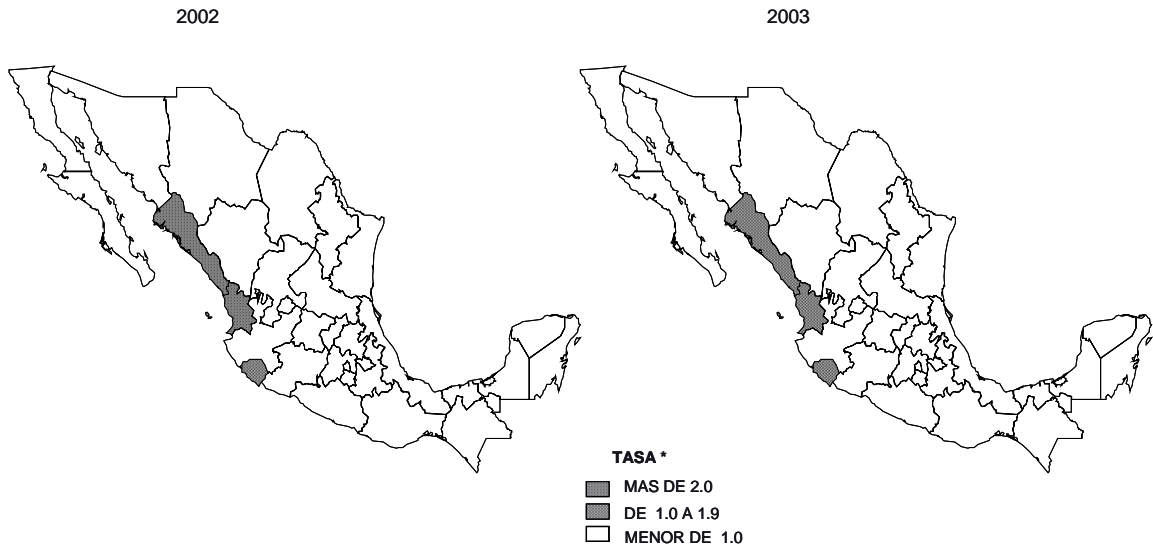 2002
2003
TASA *
MAS DE 2.0
DE 1.0 A 1.9
MENOR DE 1.0